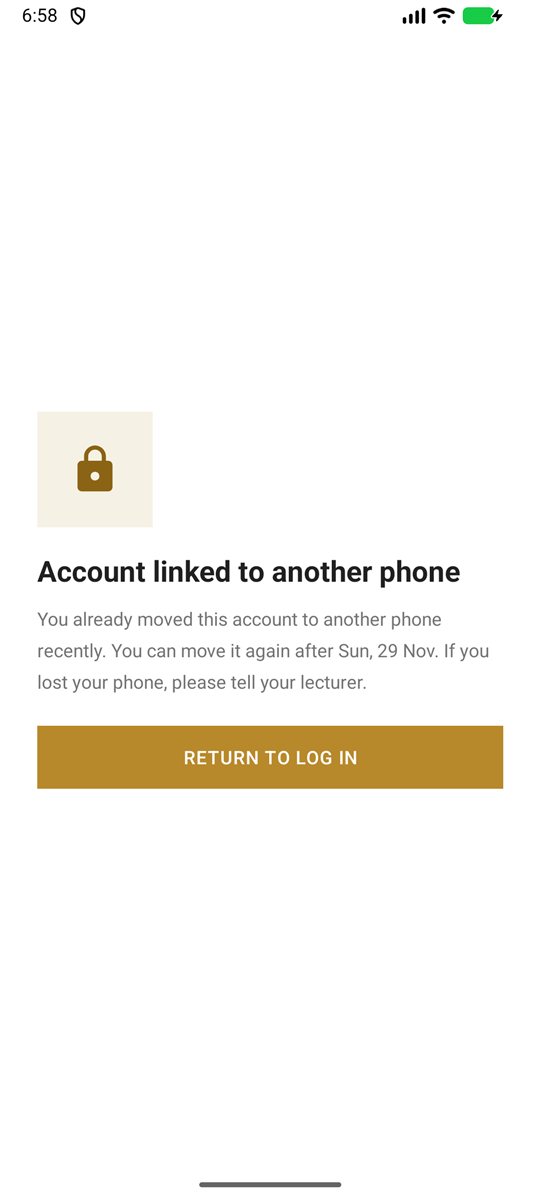 6:58
Account linked to another phone
You already moved this account to another phone
recently. You can move it again after Sun, 29 Nov. If you
lost your phone, please tell your lecturer.
RETURN TO LOG IN